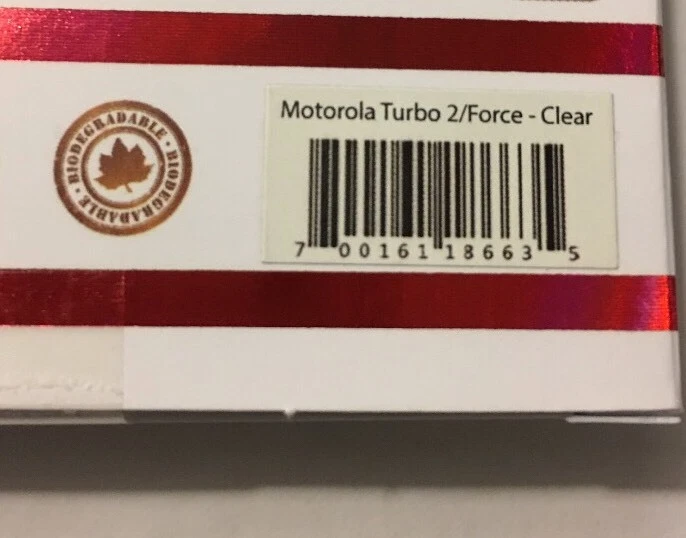 Motorola Turbo 2/Force - Clear
BIODEGRADABLE · BIODEGRADABLE ·
7 00161 18663 5